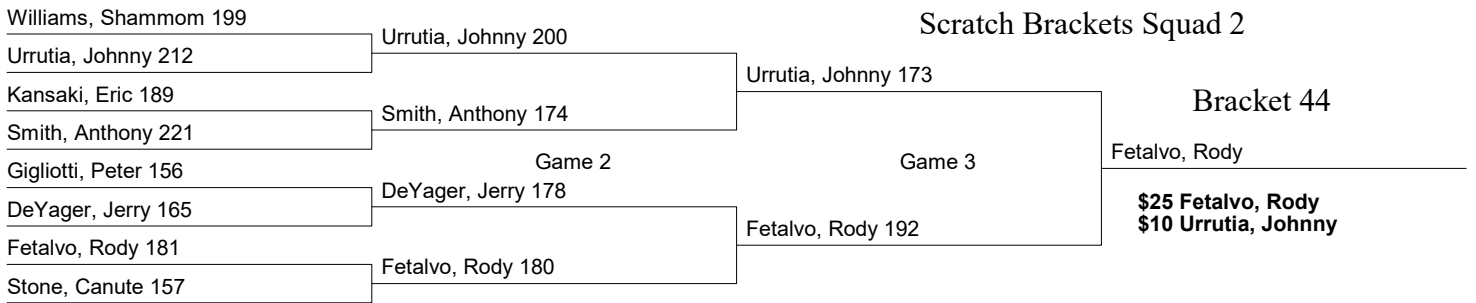 Scratch Brackets Squad 2
Bracket 44
Williams, Shammom 199
Urrutia, Johnny 212
Kansaki, Eric 189
Smith, Anthony 221
Gigliotti, Peter 156
DeYager, Jerry 165
Fetalvo, Rody 181
Stone, Canute 157
Urrutia, Johnny 200
Smith, Anthony 174
Game 2
DeYager, Jerry 178
Fetalvo, Rody 180
Urrutia, Johnny 173
Game 3
Fetalvo, Rody 192
Fetalvo, Rody
$25 Fetalvo, Rody
$10 Urrutia, Johnny